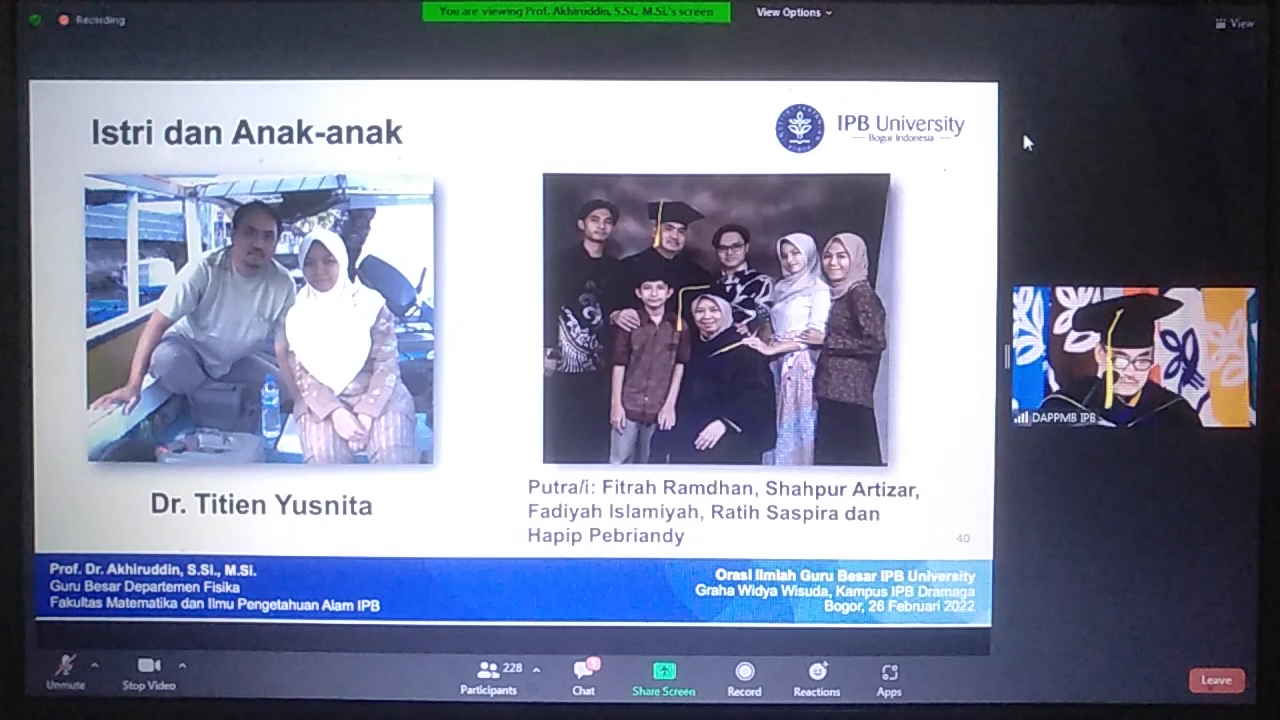 Recording
You are viewing Prof. Akhiruddin, S.Si., M.Si.'s screen
View Options
View
Istri dan Anak-anak
IPB University
Bogor Indonesia
Dr. Titien Yusnita
Putra/i: Fitrah Ramdhan, Shahpur Artizar,
Fadiyah Islamiyah, Ratih Saspira dan
Hapip Pebriandy
40
DAPPMB IPB
Prof. Dr. Akhiruddin, S.Si., M.Si.
Guru Besar Departemen Fisika
Fakultas Matematika dan Ilmu Pengetahuan Alam IPB
Orasi Ilmiah Guru Besar IPB University
Graha Widya Wisuda, Kampus IPB Dramaga
Bogor, 26 Februari 2022
Unmute
Stop Video
228
Participants
3
Chat
Share Screen
Record
Reactions
Apps
Leave